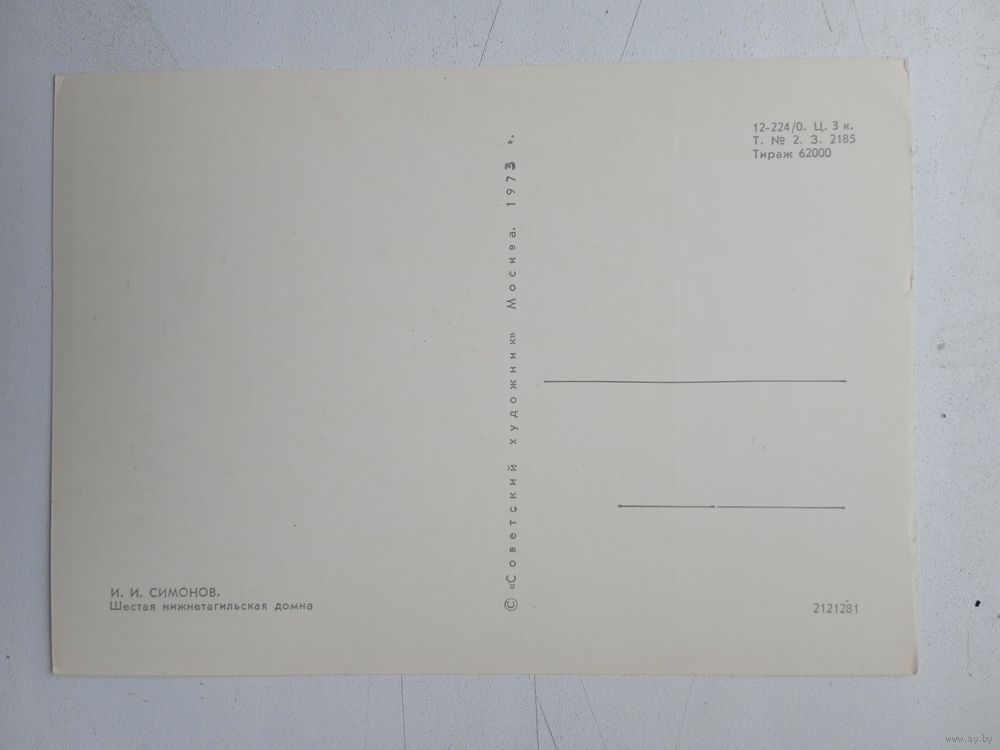 12-224/0. Ц. 3 к.
Т. № 2. З. 2185
Тираж 62000
© «Советский художник» Москва. 1973 г.
И. И. СИМОНОВ.
Шестая нижнетагильская домна
2121281
www.ay.by